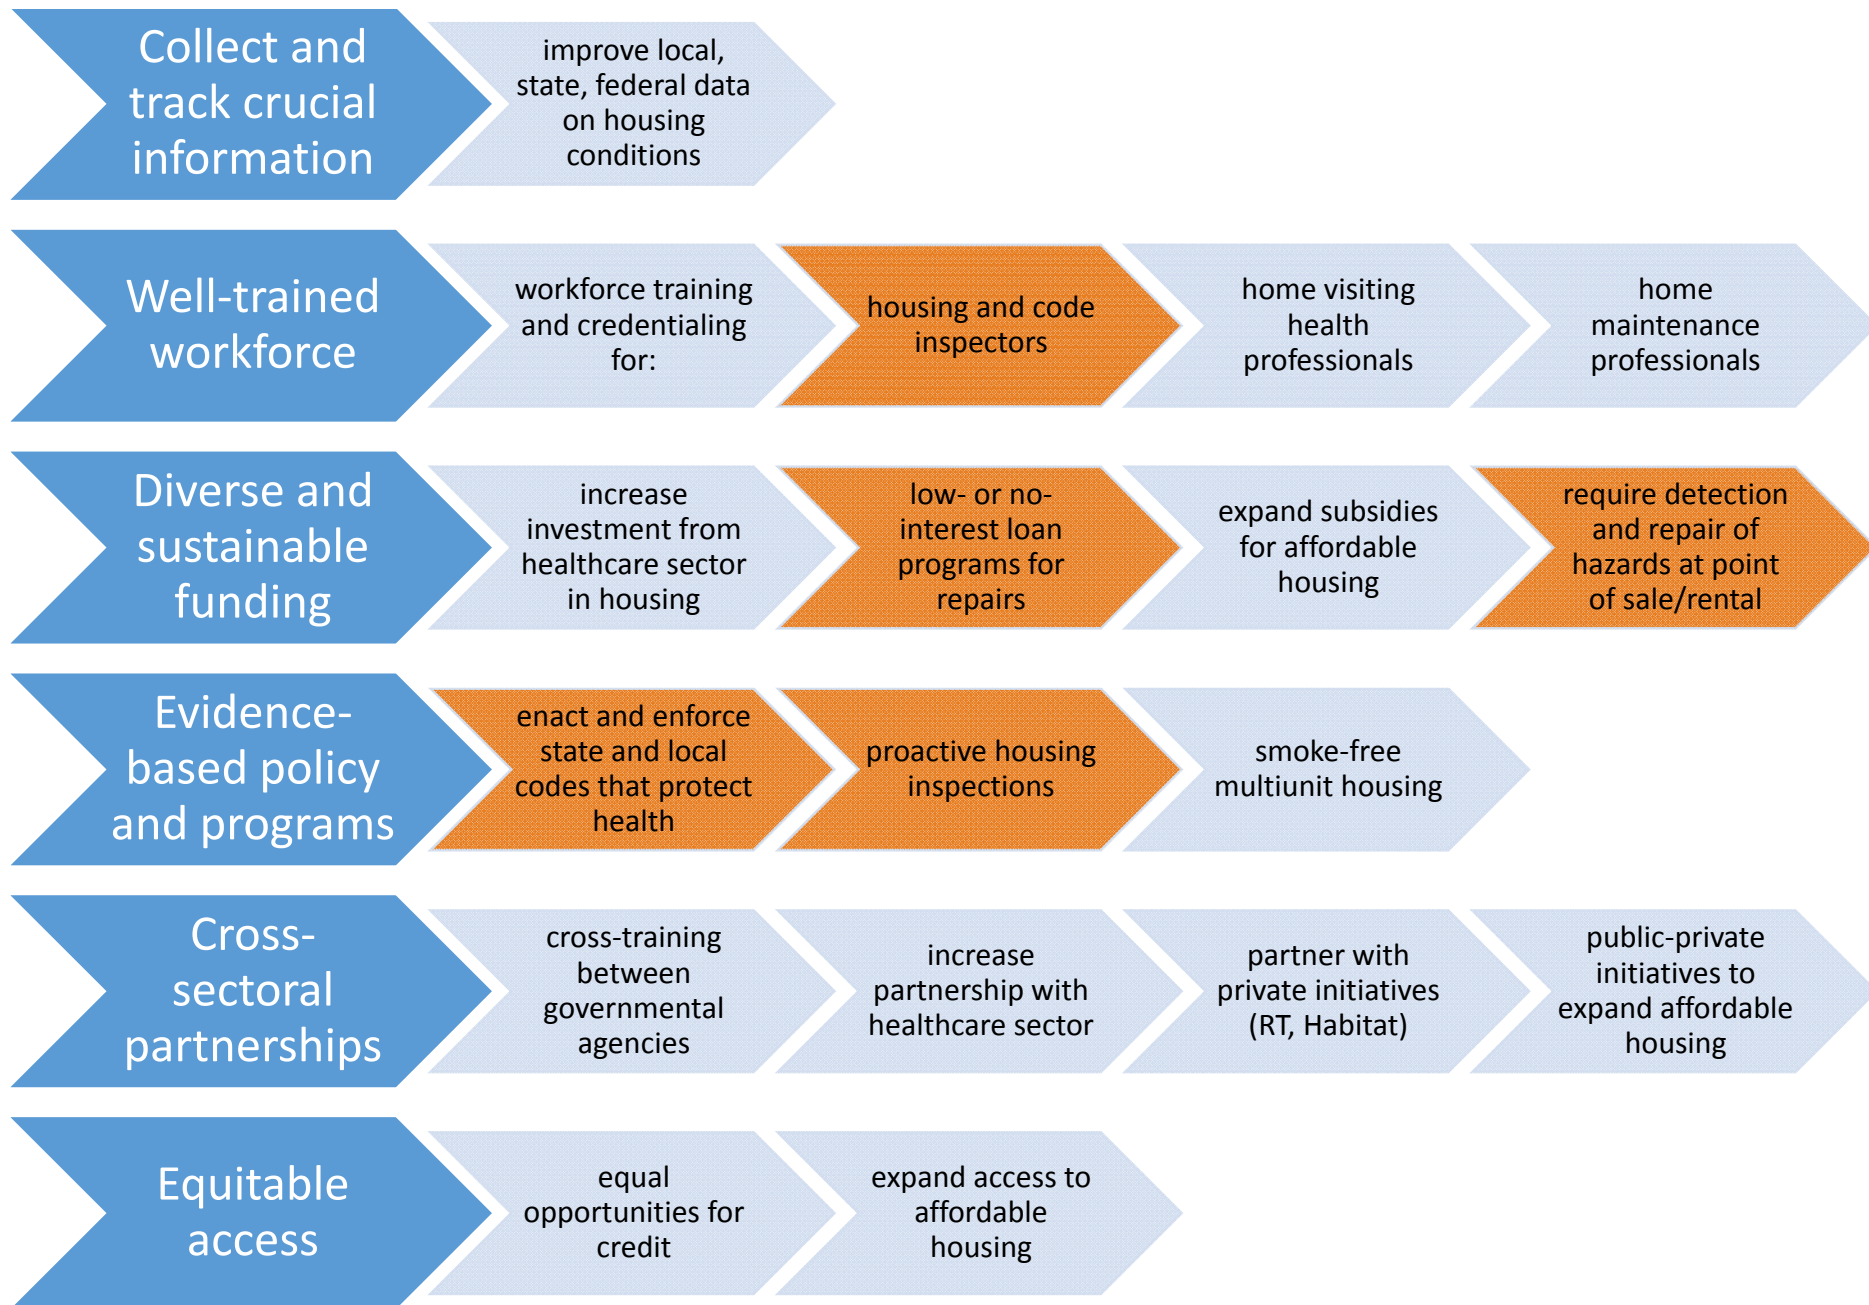 Collect and
track crucial
information
improve local,
state, federal data
on housing
conditions
Well-trained
workforce
workforce training
and credentialing
for:
housing and code
inspectors
home visiting
health
professionals
home
maintenance
professionals
Diverse and
sustainable
funding
increase
investment from
healthcare sector
in housing
low- or no-
interest loan
programs for
repairs
expand subsidies
for affordable
housing
require detection
and repair of
hazards at point
of sale/rental
Evidence-
based policy
and programs
enact and enforce
state and local
codes that protect
health
proactive housing
inspections
smoke-free
multiunit housing
Cross-
sectoral
partnerships
cross-training
between
governmental
agencies
increase
partnership with
healthcare sector
partner with
private initiatives
(RT, Habitat)
public-private
initiatives to
expand affordable
housing
Equitable
access
equal
opportunities for
credit
expand access to
affordable
housing